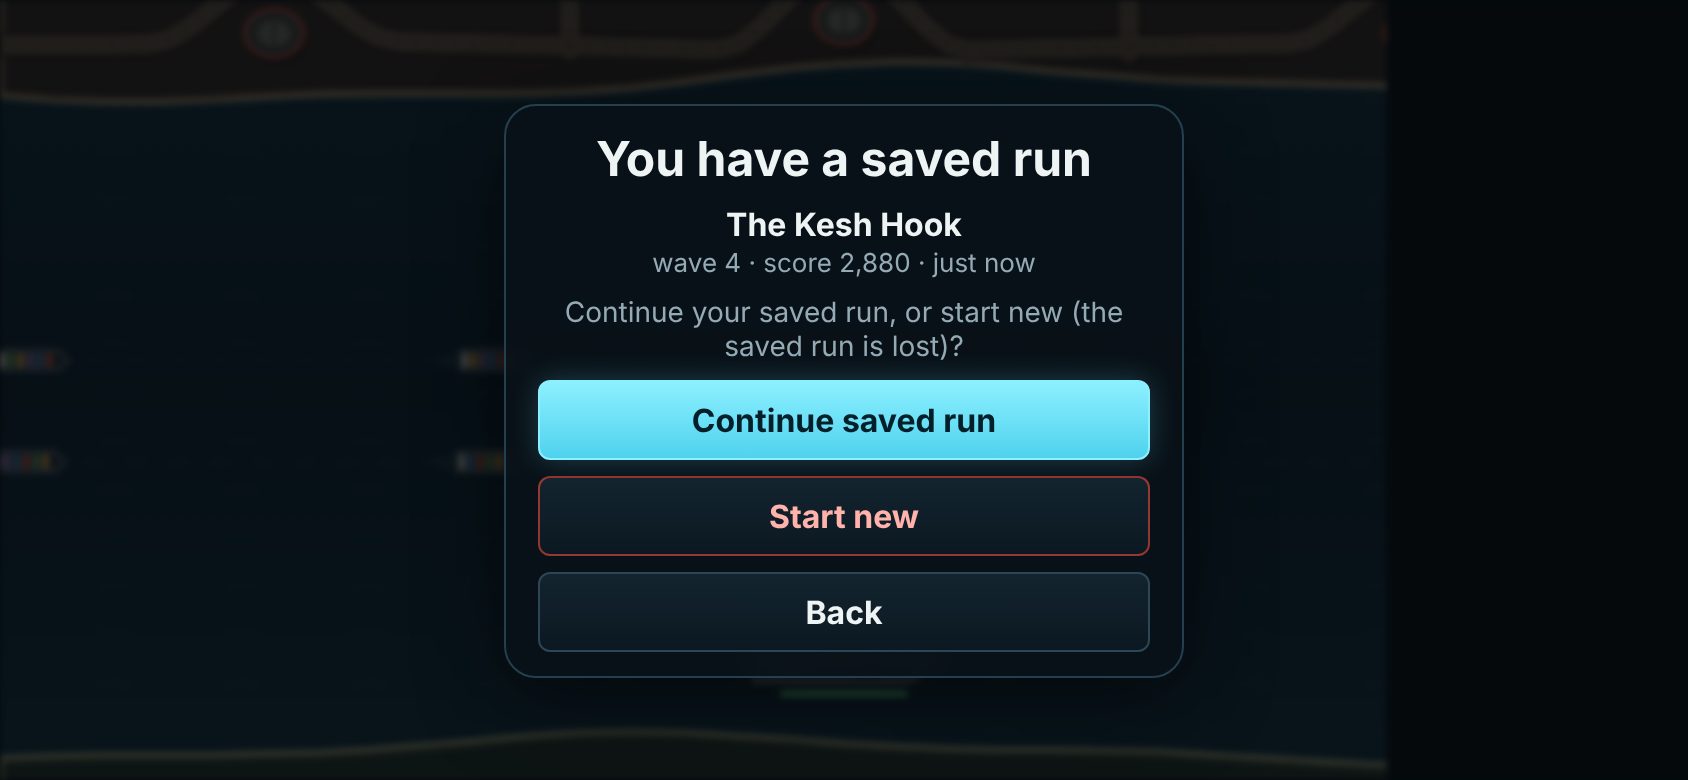 You have a saved run
The Kesh Hook
wave 4 · score 2,880 · just now
Continue your saved run, or start new (the
saved run is lost)?
Continue saved run
Start new
Back